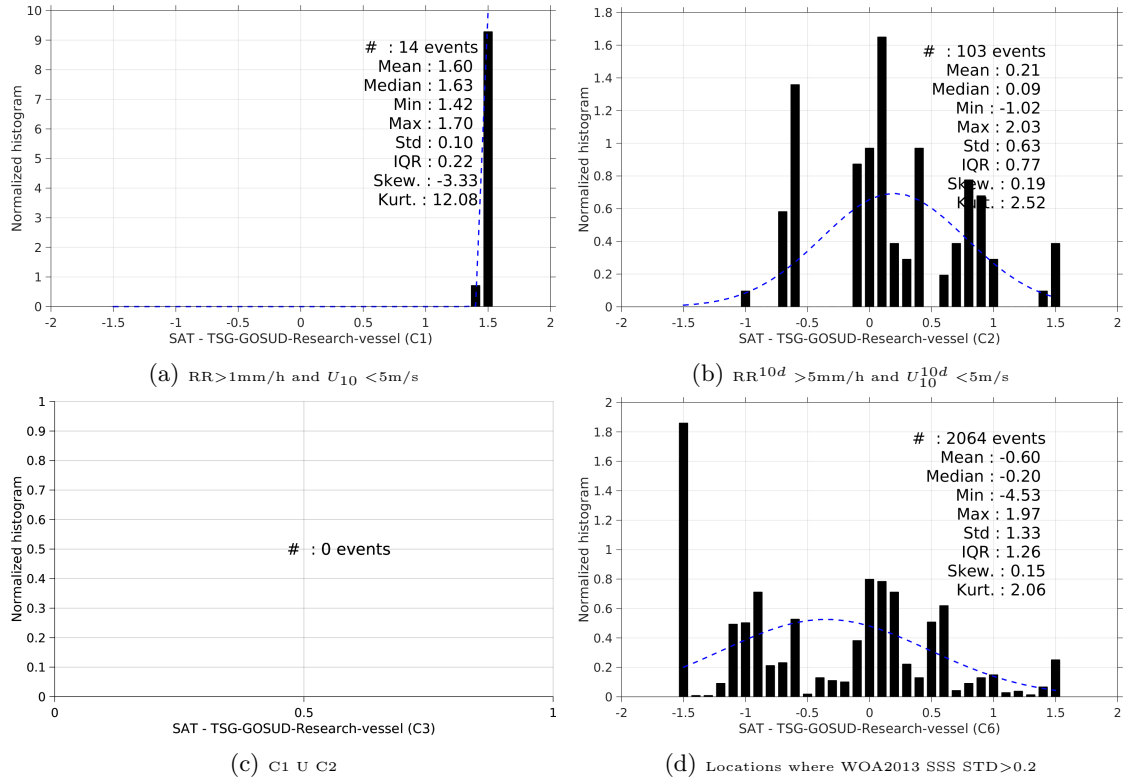 10
9
8
7
6
5
4
3
2
1
0
-2
-1.5
-1
-0.5
0
0.5
1
1.5
2
Normalized histogram
# : 14 events
Mean : 1.60
Median : 1.63
Min : 1.42
Max : 1.70
Std : 0.10
IQR : 0.22
Skew. : -3.33
Kurt. : 12.08
SAT - TSG-GOSUD-Research-vessel (C1)
(a) RR>1mm/h and U10 <5m/s
1.8
1.6
1.4
1.2
1
0.8
0.6
0.4
0.2
0
-2
-1.5
-1
-0.5
0
0.5
1
1.5
2
Normalized histogram
# : 103 events
Mean : 0.21
Median : 0.09
Min : -1.02
Max : 2.03
Std : 0.63
IQR : 0.77
Skew. : 0.19
Kurt. : 2.52
SAT - TSG-GOSUD-Research-vessel (C2)
(b) RR^10d >5mm/h and U_10^10d <5m/s
1
0.9
0.8
0.7
0.6
0.5
0.4
0.3
0.2
0.1
0
0
0.5
1
Normalized histogram
# : 0 events
SAT - TSG-GOSUD-Research-vessel (C3)
(c) C1 U C2
2
1.8
1.6
1.4
1.2
1
0.8
0.6
0.4
0.2
0
-2
-1.5
-1
-0.5
0
0.5
1
1.5
2
Normalized histogram
# : 2064 events
Mean : -0.60
Median : -0.20
Min : -4.53
Max : 1.97
Std : 1.33
IQR : 1.26
Skew. : 0.15
Kurt. : 2.06
SAT - TSG-GOSUD-Research-vessel (C6)
(d) Locations where WOA2013 SSS STD>0.2